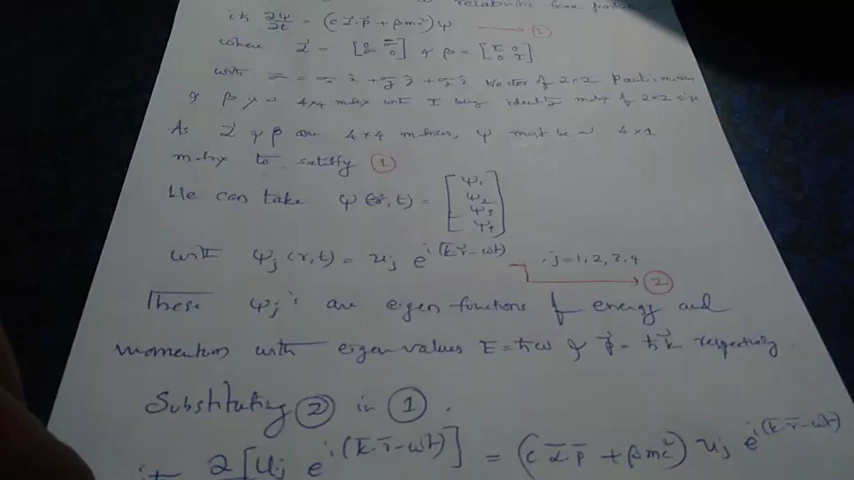 relativistic free particle
iħ ∂Ψ/∂t = (c α⃗.p̄ + βmc²)Ψ → ①
where α⃗ = [0 σ̄ σ̄ 0] & β = [I 0 0 I]
with σ̄ = σx î + σy ĵ + σz vector of 2×2 Pauli matrix
& β is 4×4 matrix with I being identity matrix of 2×2 size
As α⃗ & β are 4×4 matrices, ψ must be a 4×1
matrix to satisfy ①
We can take ψ(r⃗,t) = [ψ1 ψ2 ψ3 ψ4]
with ψj(r,t) = uj e^i(k̄.r̄-ωt) , j=1,2,3,4 → ②
These ψj's are eigen functions of energy and
momentum with eigen values E=ħω & p⃗=ħk⃗ respectively.
Substituting ② in ① .
iħ ∂[uj e^i(k̄.r̄-ωt)] = (c α̅.p̅ + βmc²) uj e^i(k̄.r̄-ωt)